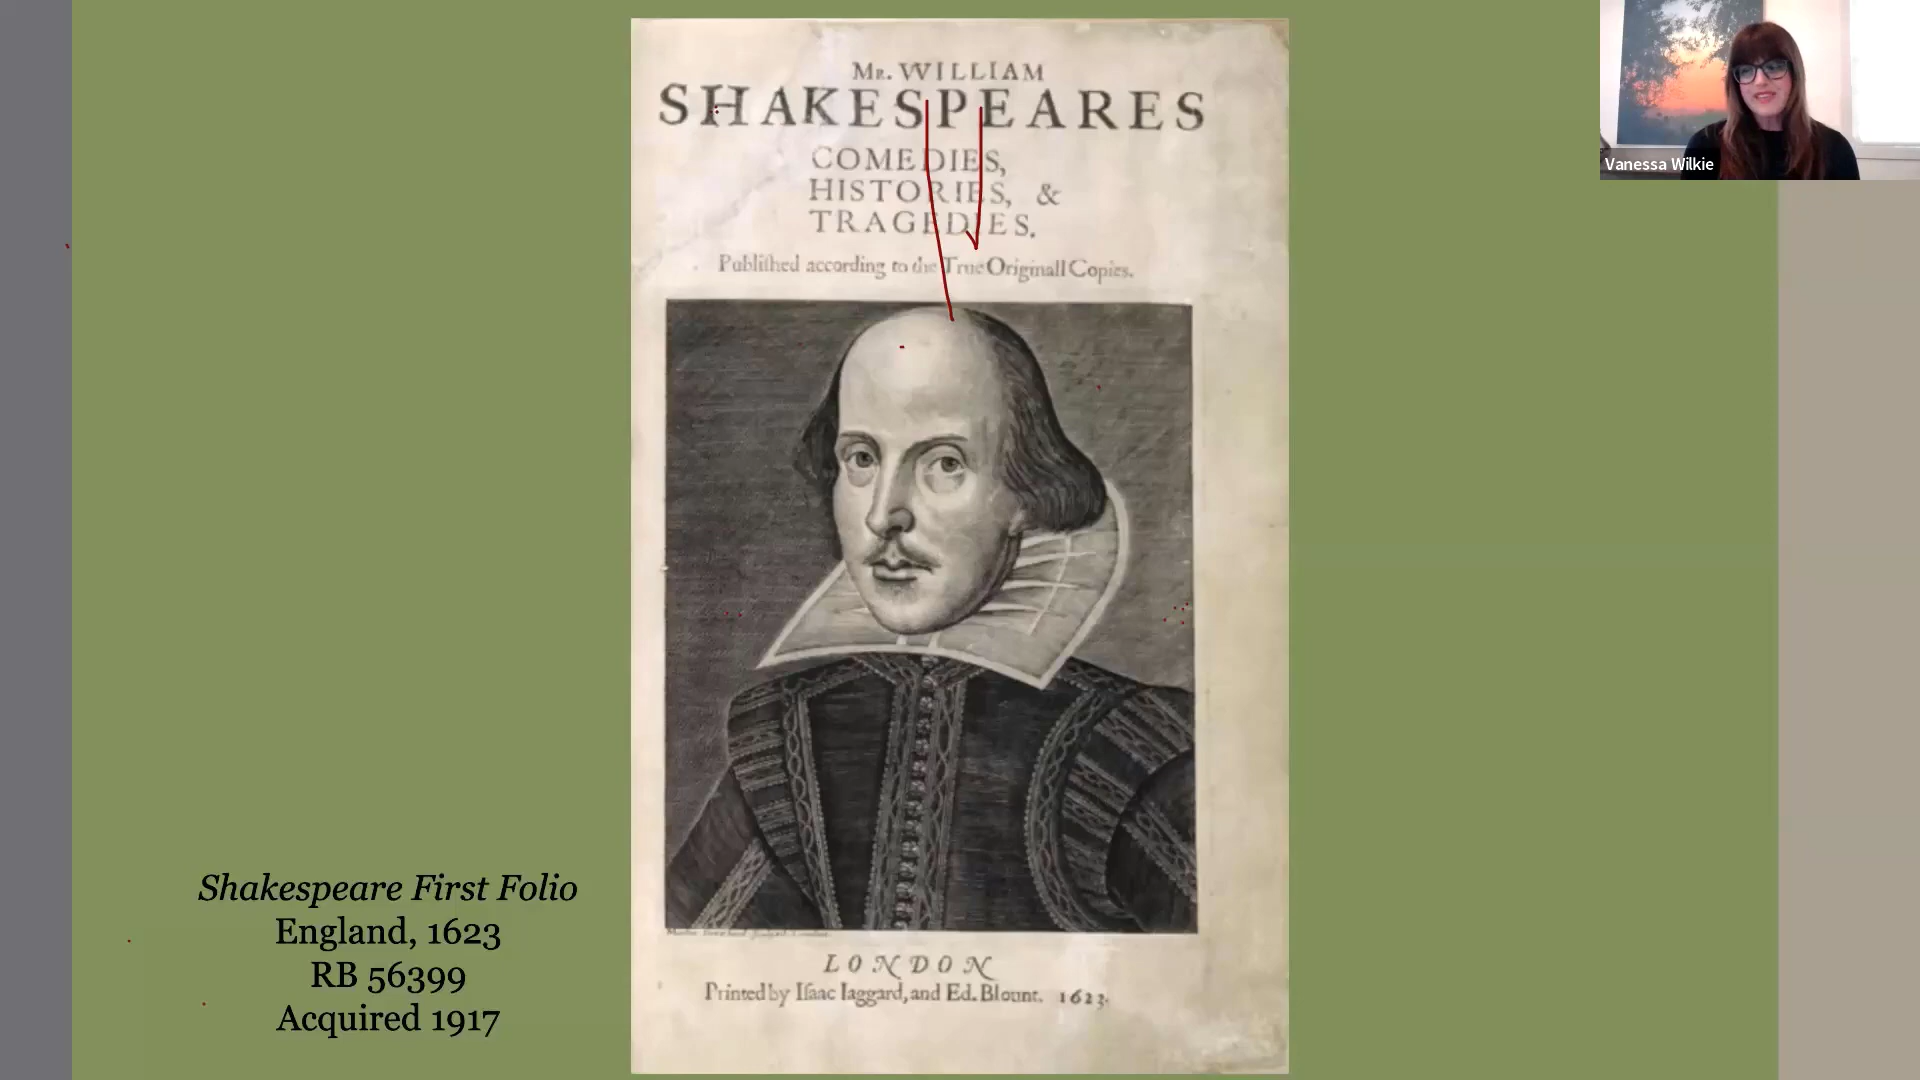 Mr. WILLIAM
SHAKESPEARES
COMEDIES,
HISTORIES, &
TRAGEDIES.
Publiſhed according to the True Originall Copies.
LONDON
Printed by Iſaac Iaggard, and Ed. Blount. 1623.
Shakespeare First Folio
England, 1623
RB 56399
Acquired 1917
Vanessa Wilkie